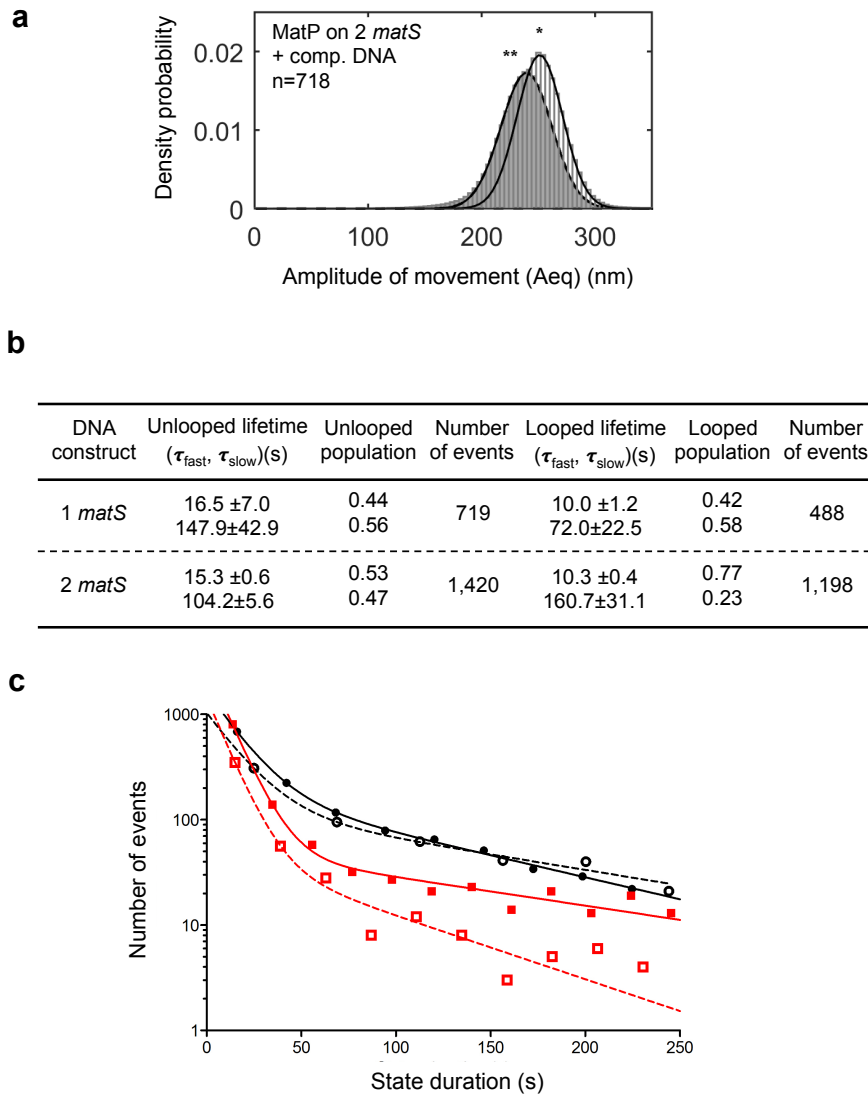 a
MatP on 2 matS
+ comp. DNA
n=718
*
**
Density probability
0.02
0.01
0
0 100 200 300
Amplitude of movement (Aeq) (nm)
b
DNA construct Unlooped lifetime (τfast, τslow)(s) Unlooped population Number of events Looped lifetime (τfast, τslow)(s) Looped population Number of events
1 matS 16.5 ±7.0 0.44 719 10.0 ±1.2 0.42 488
147.9±42.9 0.56 72.0±22.5 0.58
2 matS 15.3 ±0.6 0.53 1,420 10.3 ±0.4 0.77 1,198
104.2±5.6 0.47 160.7±31.1 0.23
c
Number of events
1000
100
10
1
0 50 100 150 200 250
State duration (s)